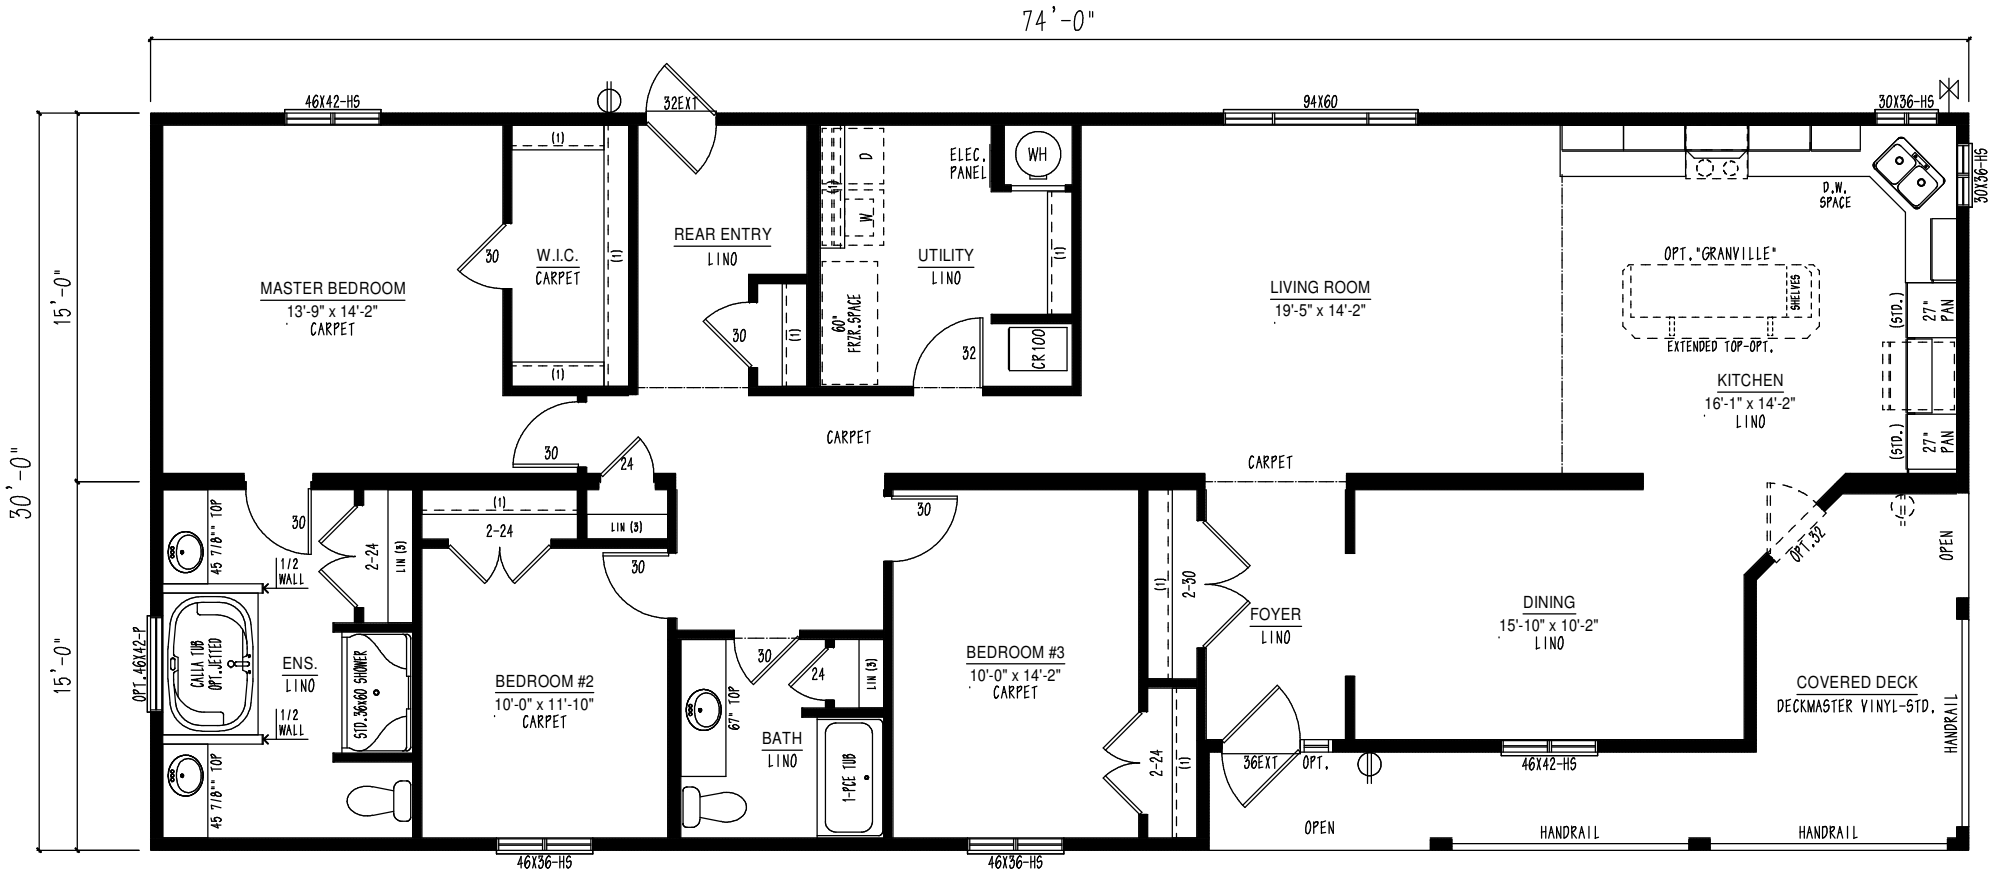 74'-0"
46X42-HS
32EXT
94X60
30X36-HS
30X36-HS
30'-0"
15'-0"
15'-0"
MASTER BEDROOM
13'-9" x 14'-2"
CARPET
(1)
30
W.I.C.
CARPET
(1)
(1)
REAR ENTRY
LINO
30
(1)
D
(1)
W
60"
FRZR.SPACE
ELEC.
PANEL
WH
UTILITY
LINO
(1)
32
CR100
LIVING ROOM
19'-5" x 14'-2"
D.W.
SPACE
OPT."GRANVILLE"
SHELVES
EXTENDED TOP-OPT.
KITCHEN
16'-1" x 14'-2"
LINO
(STD.)
27"
PAN
(STD.)
27"
PAN
30
24
CARPET
CARPET
45 7/8" TOP
30
1/2
WALL
2-24
LIN (3)
OPT.46X42-P
CALLA TUB
OPT.JETTED
ENS.
LINO
STD.36x60 SHOWER
1/2
WALL
45 7/8"" TOP
(1)
2-24
LIN (3)
30
BEDROOM #2
10'-0" x 11'-10"
CARPET
46X36-HS
30
24
LIN (3)
67" TOP
BATH
LINO
1-PCE TUB
30
BEDROOM #3
10'-0" x 14'-2"
CARPET
46X36-HS
(1)
2-30
2-24
(1)
FOYER
LINO
36EXT
OPT.
DINING
15'-10" x 10'-2"
LINO
46X42-HS
OPT.32
OPEN
COVERED DECK
DECKMASTER VINYL-STD.
HANDRAIL
OPEN
HANDRAIL
HANDRAIL